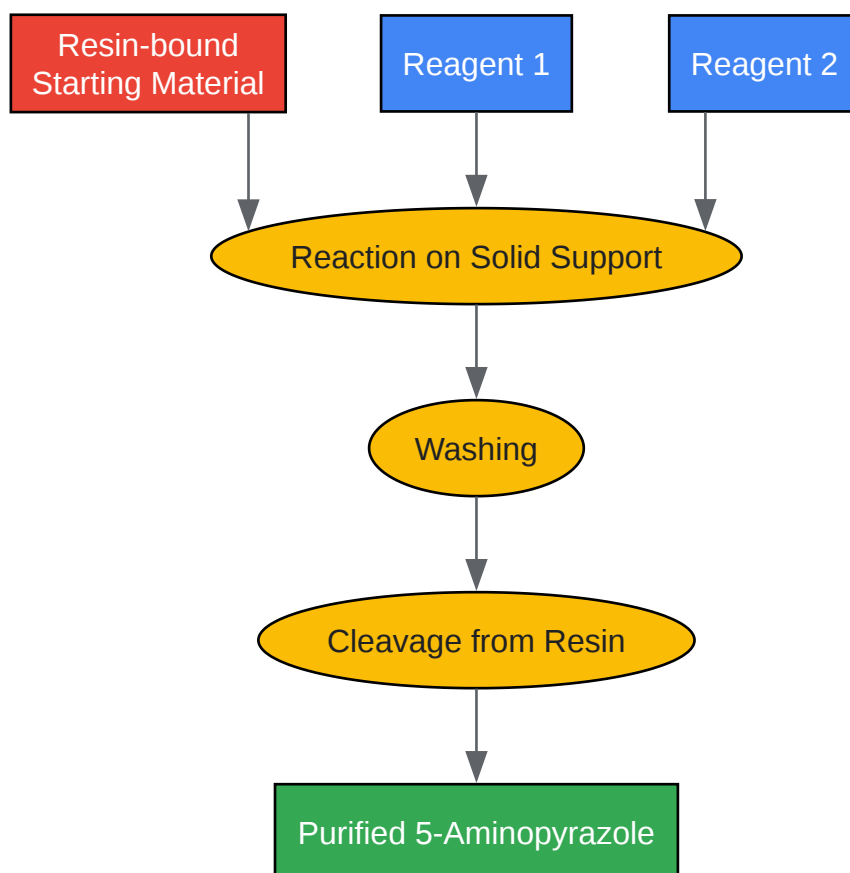 Resin-bound
Starting Material
Reagent 1
Reagent 2
Reaction on Solid Support
Washing
Cleavage from Resin
Purified 5-Aminopyrazole